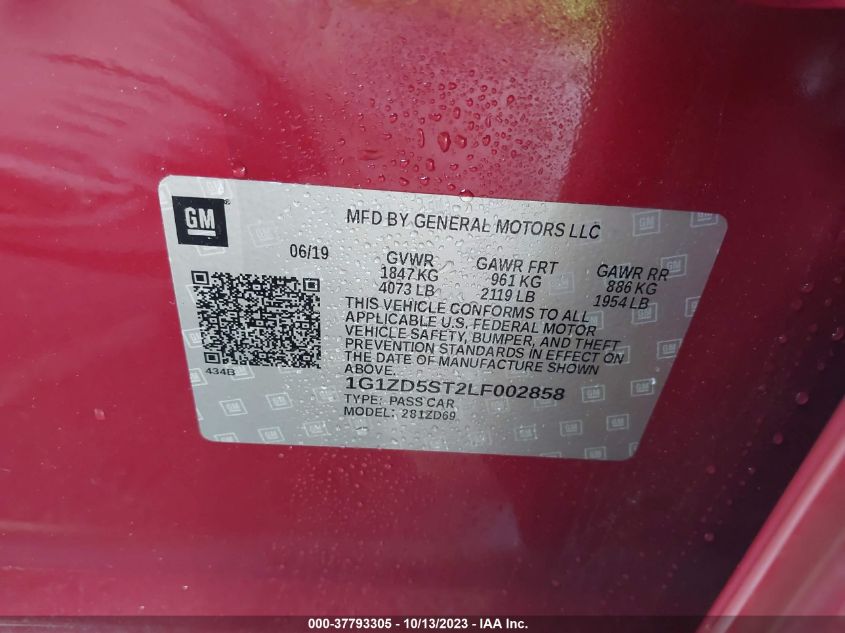 GM®
MFD BY GENERAL MOTORS LLC
06/19
GVWR GAWR FRT GAWR RR
1847 KG 961 KG 886 KG
4073 LB 2119 LB 1954 LB
THIS VEHICLE CONFORMS TO ALL
APPLICABLE U.S. FEDERAL MOTOR
VEHICLE SAFETY, BUMPER, AND THEFT
PREVENTION STANDARDS IN EFFECT ON
THE DATE OF MANUFACTURE SHOWN
ABOVE.
434B
1G1ZD5ST2LF002858
TYPE: PASS CAR
MODEL: 281ZD69
000-37793305 - 10/13/2023 - IAA Inc.